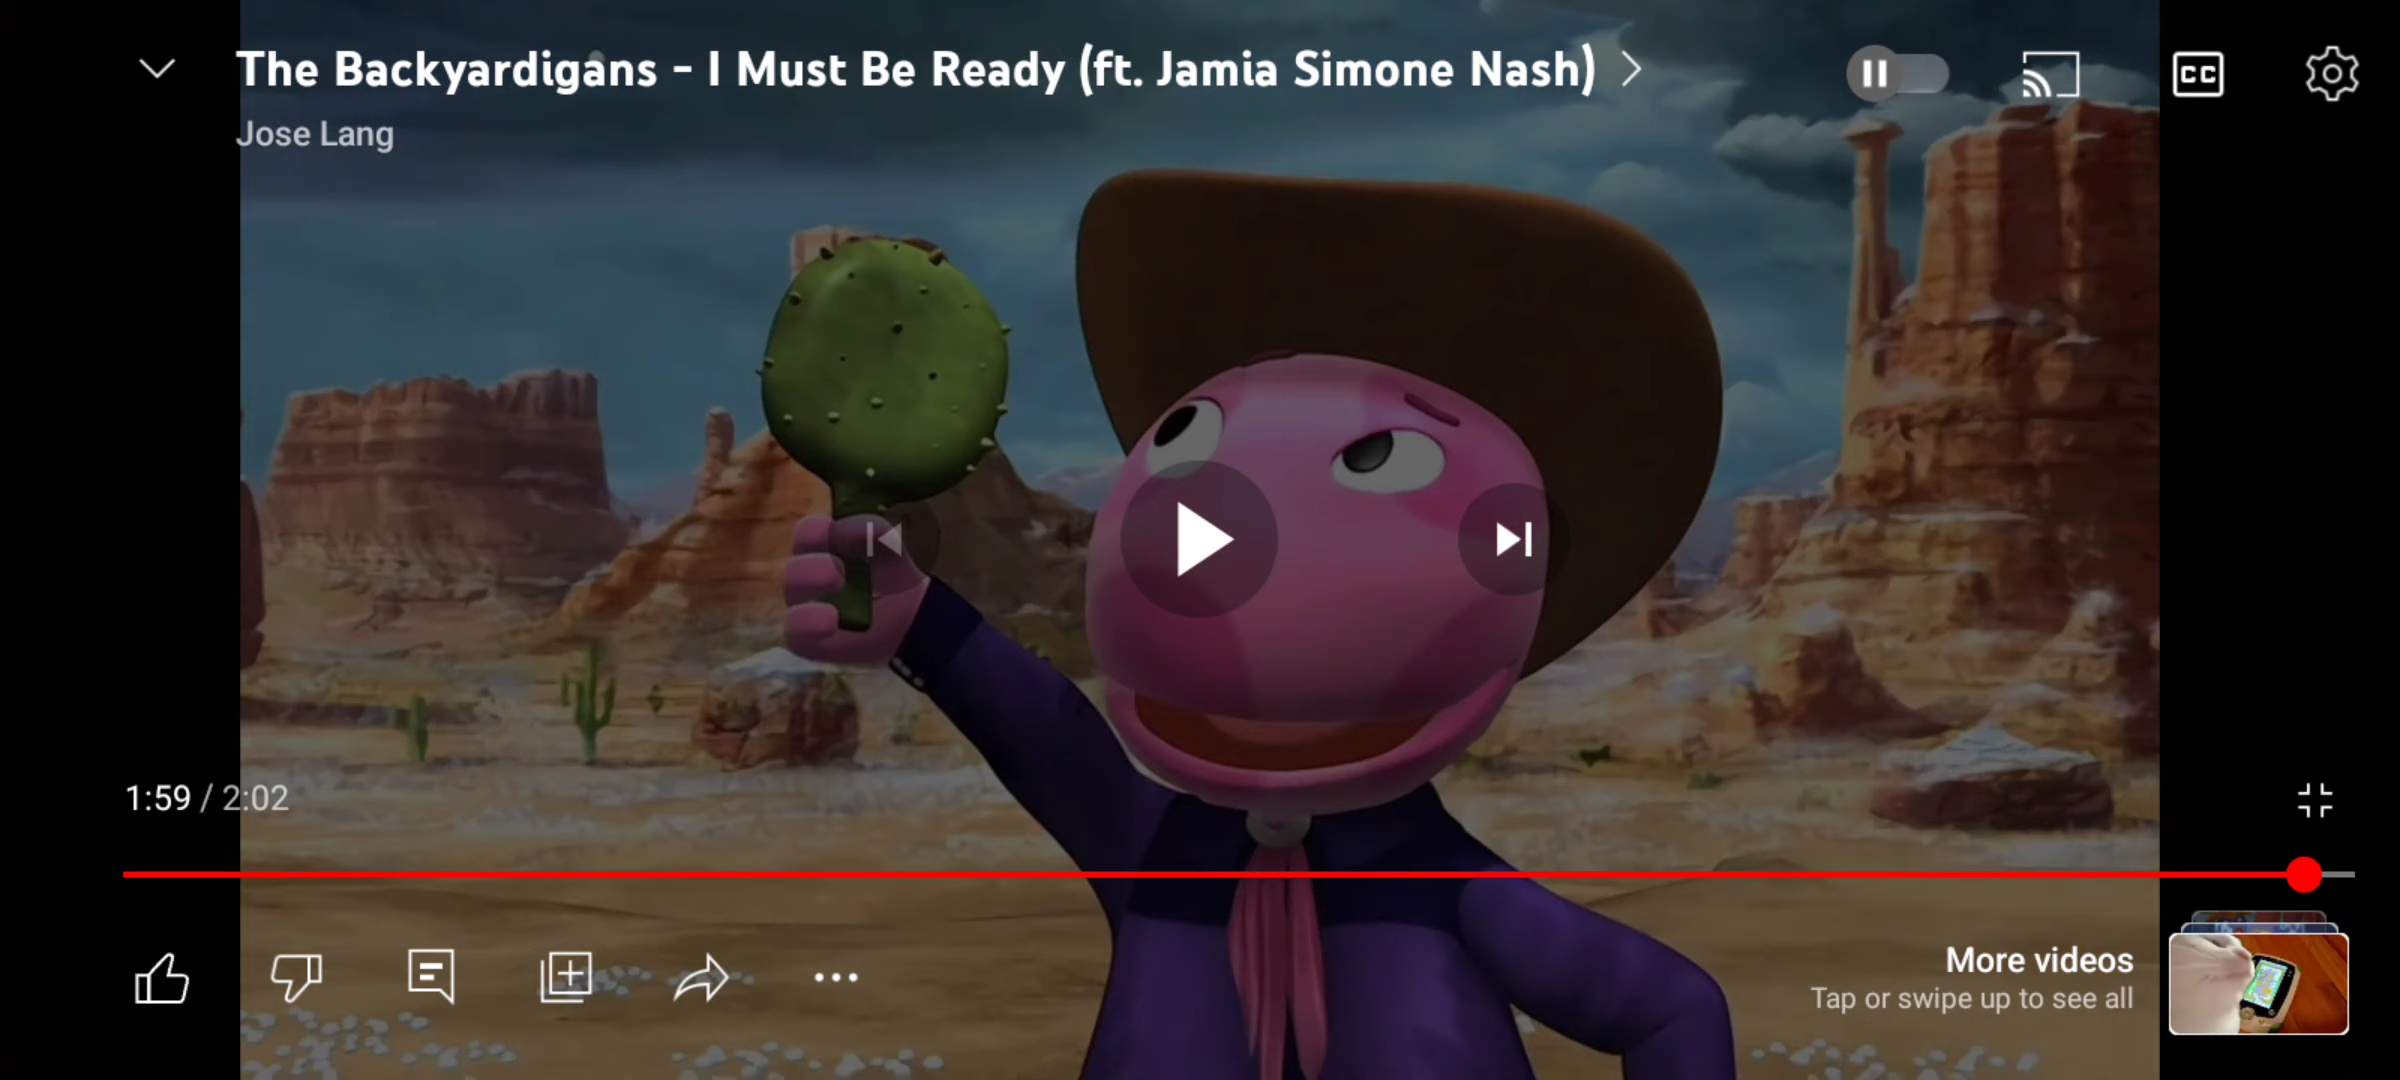 The Backyardigans - I Must Be Ready (ft. Jamia Simone Nash)
CC
Jose Lang
1:59 / 2:02
More videos
Tap or swipe up to see all